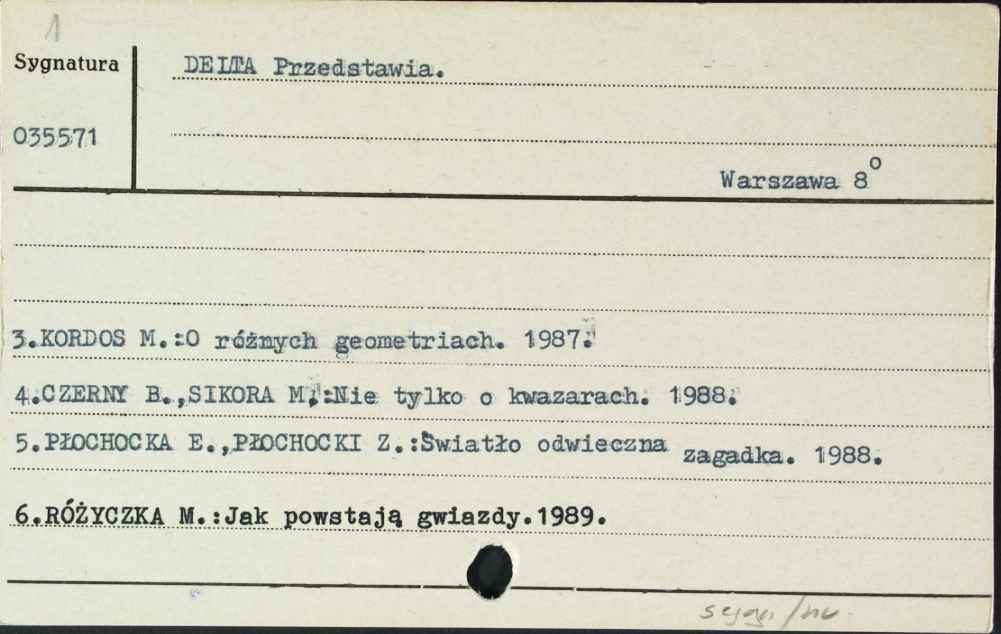 1
Sygnatura
DELTA Przedstawia.
035571
Warszawa 8°
3.KORDOS M.:O różnych geometriach. 1987.
4.CZERNY B.,SIKORA M.:Nie tylko o kwazarach. 1988.
5.PŁOCHOCKA E.,PŁOCHOCKI Z.:Światło odwieczna zagadka. 1988.
6.RÓŻYCZKA M.:Jak powstają gwiazdy.1989.